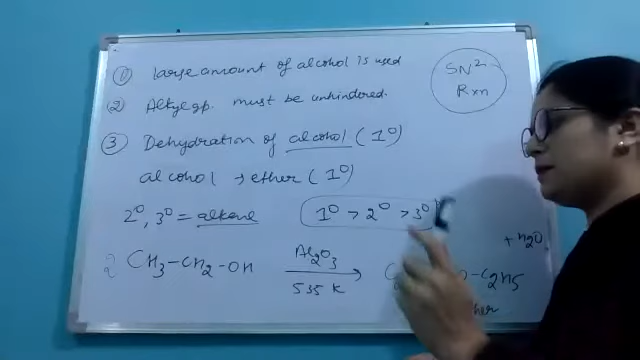 ① large amount of alcohol is used
② Alkyl gp. must be unhindered.
SN²-
Rxn
③ Dehydration of alcohol (1°)
alcohol → ether (1°)
2°, 3° = alkene
1° > 2° > 3°
2 CH₃-CH₂-OH
Al₂O₃
535 K
-C₂H₅
+ H₂O